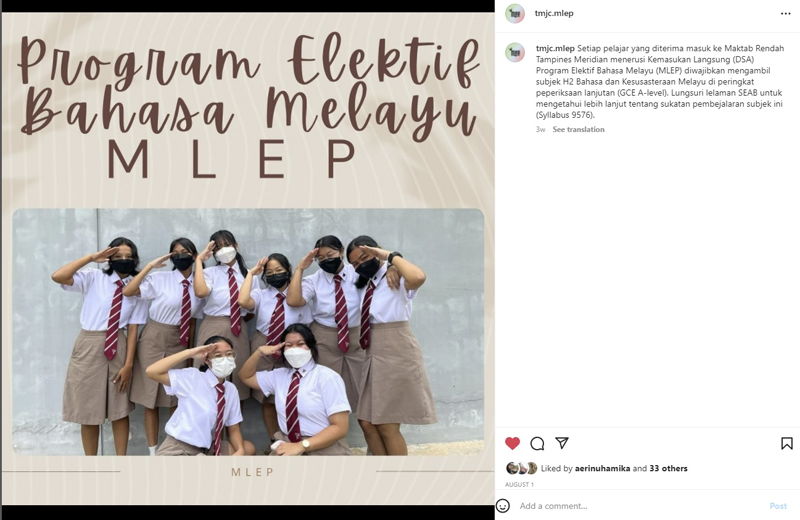 Program Elektif
Bahasa Melayu
MLEP
MLEP
tmjc.mlep
tmjc.mlep Setiap pelajar yang diterima masuk ke Maktab Rendah
Tampines Meridian menerusi Kemasukan Langsung (DSA)
Program Elektif Bahasa Melayu (MLEP) diwajibkan mengambil
subjek H2 Bahasa dan Kesusasteraan Melayu di peringkat
peperiksaan lanjutan (GCE A-level). Lungsuri lelaman SEAB untuk
mengetahui lebih lanjut tentang sukatan pembejalaran subjek ini
(Syllabus 9576).
3w See translation
Liked by aerinuhamika and 33 others
AUGUST 1
Add a comment... Post